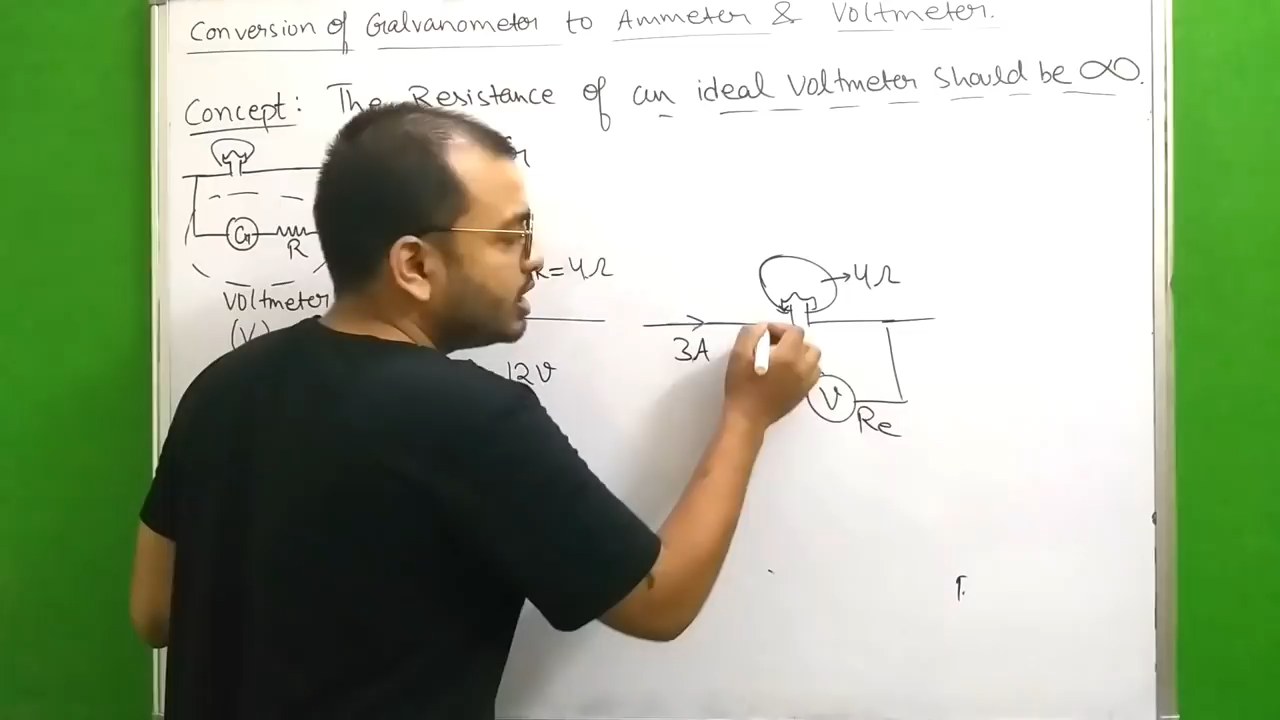 Conversion of Galvanometer to Ammeter & Voltmeter.
Concept: The Resistance of an ideal Voltmeter should be ∞.
G
R
Voltmeter
(V)
R=4Ω
12V
3A
4Ω
V
Re